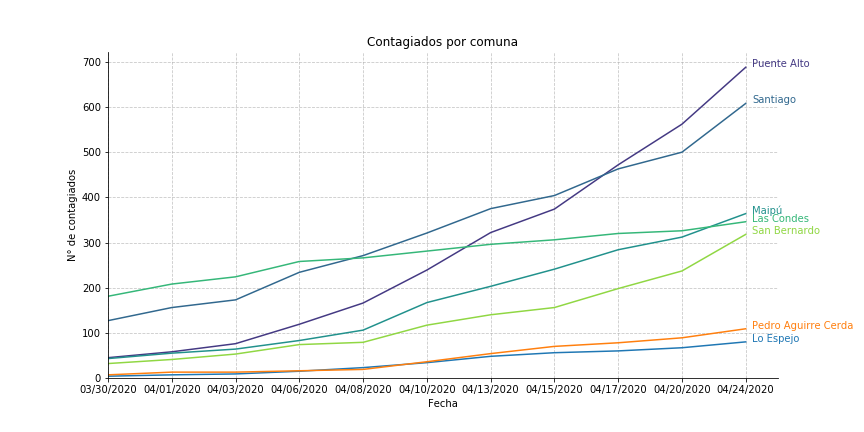 Contagiados por comuna
N° de contagiados
700
600
500
400
300
200
100
0
Puente Alto
Santiago
Maipú
Las Condes
San Bernardo
Pedro Aguirre Cerda
Lo Espejo
03/30/2020 04/01/2020 04/03/2020 04/06/2020 04/08/2020 04/10/2020 04/13/2020 04/15/2020 04/17/2020 04/20/2020 04/24/2020
Fecha